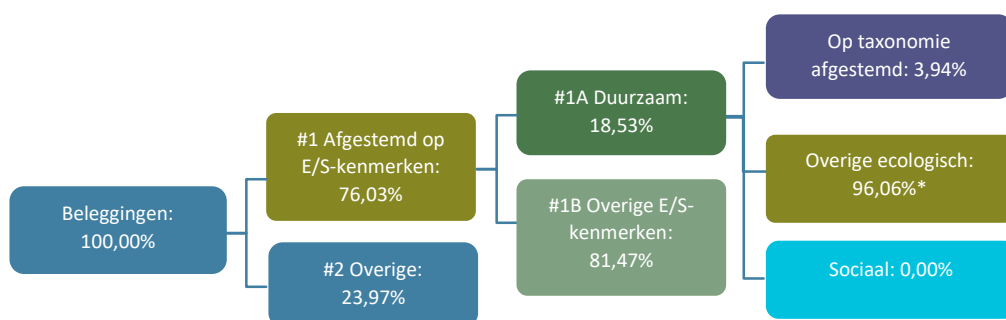 Beleggingen:
100,00%
#1 Afgestemd op
E/S-kenmerken:
76,03%
#2 Overige:
23,97%
#1A Duurzaam:
18,53%
#1B Overige E/S-
kenmerken:
81,47%
Op taxonomie
afgestemd: 3,94%
Overige ecologisch:
96,06%*
Sociaal: 0,00%